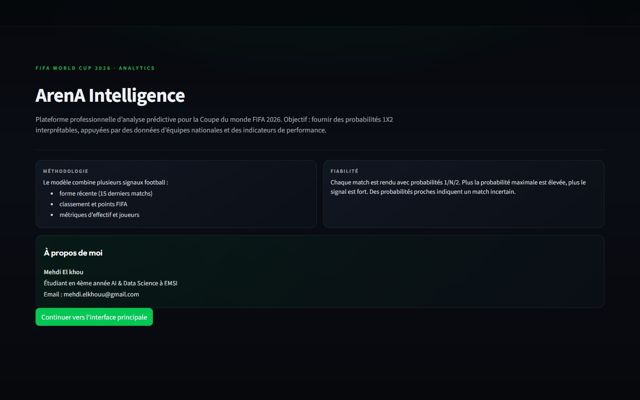 FIFA WORLD CUP 2026 · ANALYTICS
ArenA Intelligence
Plateforme professionnelle d'analyse prédictive pour la Coupe du monde FIFA 2026. Objectif : fournir des probabilités 1X2
interprétables, appuyées par des données d'équipes nationales et des indicateurs de performance.
MÉTHODOLOGIE
Le modèle combine plusieurs signaux football :
• forme récente (15 derniers matchs)
• classement et points FIFA
• métriques d'effectif et joueurs
FIABILITÉ
Chaque match est rendu avec probabilités 1/N/2. Plus la probabilité maximale est élevée, plus le
signal est fort. Des probabilités proches indiquent un match incertain.
À propos de moi
Mehdi El khou
Étudiant en 4ème année AI & Data Science à EMSI
Email : mehdi.elkhouu@gmail.com
Continuer vers l'interface principale